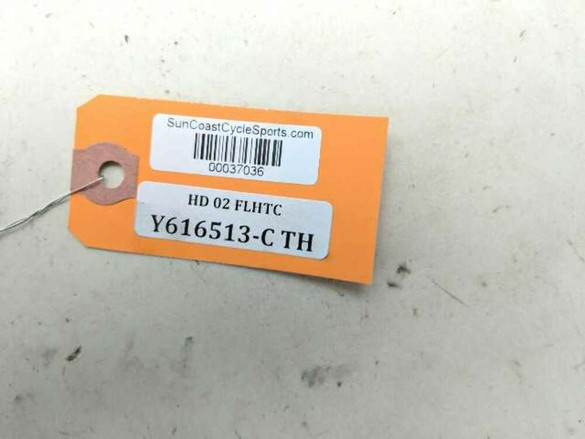 SunCoastCycleSports.com
00037036
HD 02 FLHTC
Y616513-C TH